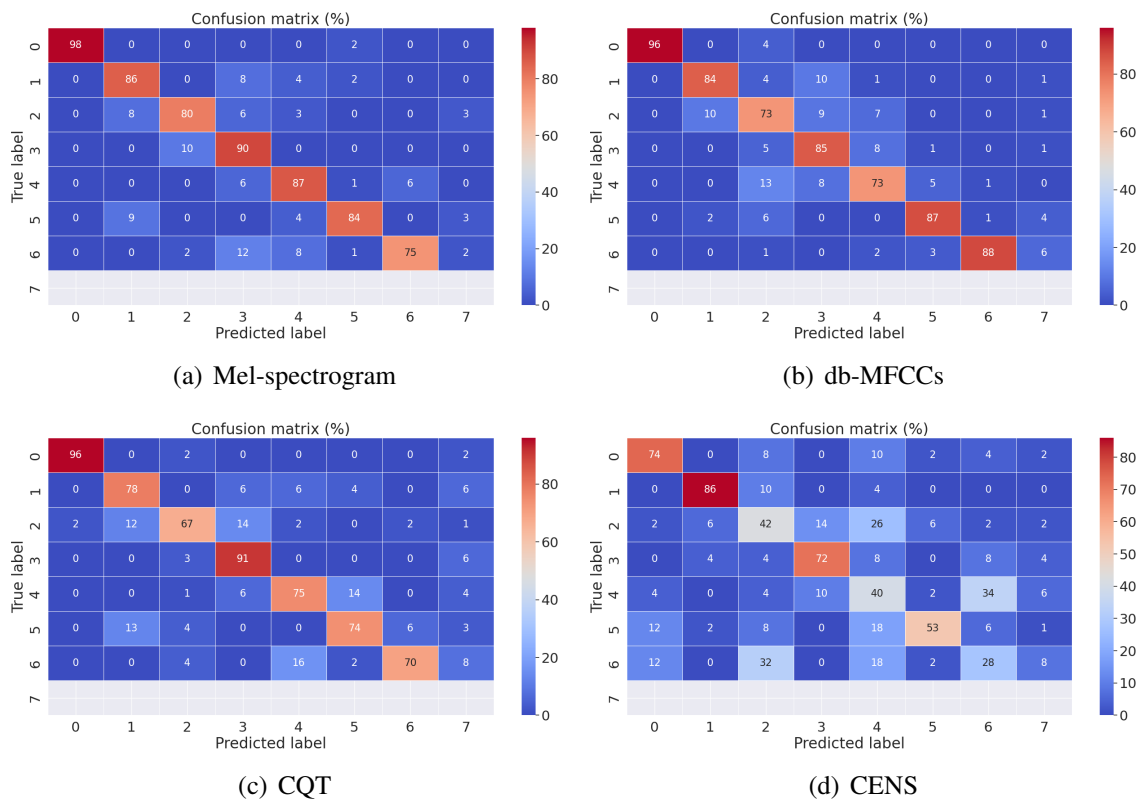 Confusion matrix (%)
0 98 0 0 0 0 2 0 0
1 0 86 0 8 4 2 0 0
2 0 8 80 6 3 0 0 3
3 0 0 10 90 0 0 0 0
4 0 0 0 6 87 1 6 0
5 0 9 0 0 4 84 0 3
6 0 0 2 12 8 1 75 2
7
0 1 2 3 4 5 6 7
Predicted label
True label
80
60
40
20
0
(a) Mel-spectrogram
Confusion matrix (%)
0 96 0 4 0 0 0 0 0
1 0 84 4 10 1 0 0 1
2 0 10 73 9 7 0 0 1
3 0 0 5 85 8 1 0 1
4 0 0 13 8 73 5 1 0
5 0 2 6 0 0 87 1 4
6 0 0 1 0 2 3 88 6
7
0 1 2 3 4 5 6 7
Predicted label
True label
80
60
40
20
0
(b) db-MFCCs
Confusion matrix (%)
0 96 0 2 0 0 0 0 2
1 0 78 0 6 6 4 0 6
2 2 12 67 14 2 0 2 1
3 0 0 3 91 0 0 0 6
4 0 0 1 6 75 14 0 4
5 0 13 4 0 0 74 6 3
6 0 0 4 0 16 2 70 8
7
0 1 2 3 4 5 6 7
Predicted label
True label
80
60
40
20
0
(c) CQT
Confusion matrix (%)
0 74 0 8 0 10 2 4 2
1 0 86 10 0 4 0 0 0
2 2 6 42 14 26 6 2 2
3 0 4 4 72 8 0 8 4
4 4 0 4 10 40 2 34 6
5 12 2 8 0 18 53 6 1
6 12 0 32 0 18 2 28 8
7
0 1 2 3 4 5 6 7
Predicted label
True label
80
70
60
50
40
30
20
10
0
(d) CENS